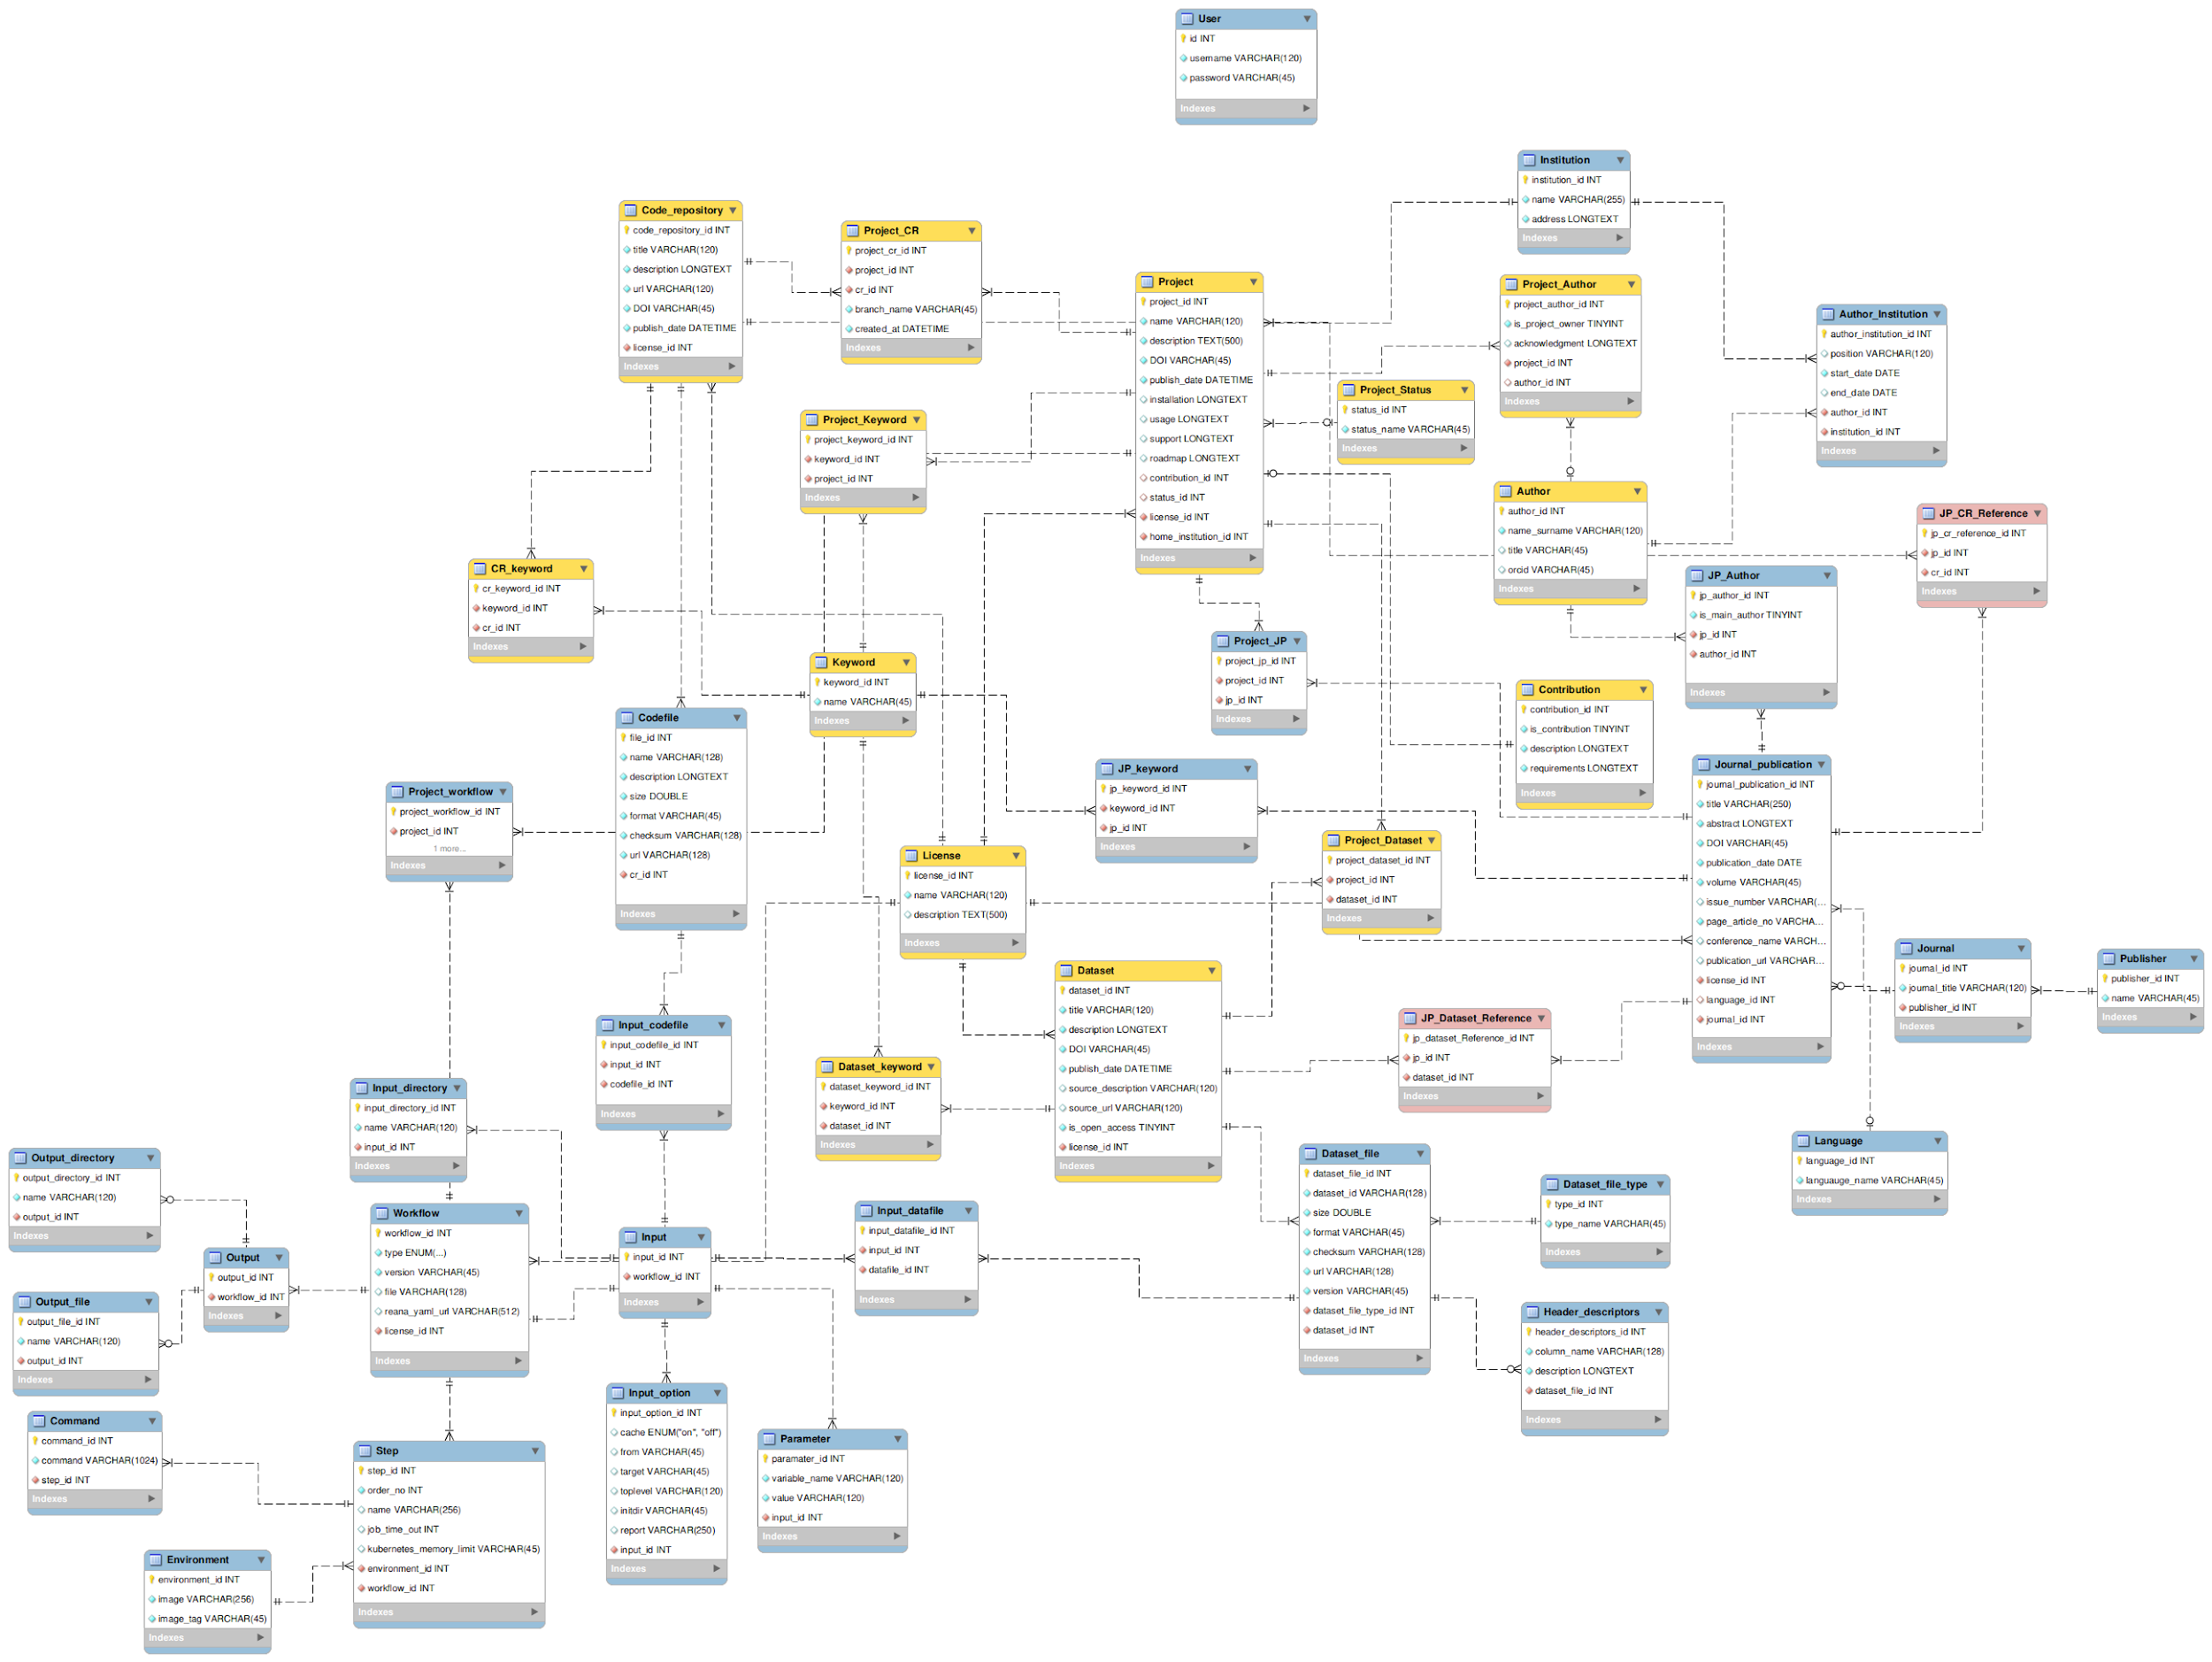 User
id INT
username VARCHAR(120)
password VARCHAR(45)
Indexes
Institution
institution_id INT
name VARCHAR(255)
address LONGTEXT
Indexes
Code_repository
code_repository_id INT
title VARCHAR(120)
description LONGTEXT
url VARCHAR(120)
DOI VARCHAR(45)
publish_date DATETIME
license_id INT
Indexes
Project_CR
project_cr_id INT
project_id INT
cr_id INT
branch_name VARCHAR(45)
created_at DATETIME
Indexes
Project
project_id INT
name VARCHAR(120)
description TEXT(500)
DOI VARCHAR(45)
publish_date DATETIME
installation LONGTEXT
usage LONGTEXT
support LONGTEXT
roadmap LONGTEXT
contribution_id INT
status_id INT
license_id INT
home_institution_id INT
Indexes
Project_Author
project_author_id INT
is_project_owner TINYINT
acknowledgment LONGTEXT
project_id INT
author_id INT
Indexes
Author_Institution
author_institution_id INT
position VARCHAR(120)
start_date DATE
end_date DATE
author_id INT
institution_id INT
Indexes
Project_Status
status_id INT
status_name VARCHAR(45)
Indexes
Project_Keyword
project_keyword_id INT
keyword_id INT
project_id INT
Indexes
Author
author_id INT
name_surname VARCHAR(120)
title VARCHAR(45)
orcid VARCHAR(45)
Indexes
JP_CR_Reference
jp_cr_reference_id INT
jp_id INT
cr_id INT
Indexes
CR_keyword
cr_keyword_id INT
keyword_id INT
cr_id INT
Indexes
JP_Author
jp_author_id INT
is_main_author TINYINT
jp_id INT
author_id INT
Indexes
Project_JP
project_jp_id INT
project_id INT
jp_id INT
Indexes
Keyword
keyword_id INT
name VARCHAR(45)
Indexes
Contribution
contribution_id INT
is_contribution TINYINT
description LONGTEXT
requirements LONGTEXT
Indexes
Codefile
file_id INT
name VARCHAR(128)
description LONGTEXT
size DOUBLE
format VARCHAR(45)
checksum VARCHAR(128)
url VARCHAR(128)
cr_id INT
Indexes
Journal_publication
journal_publication_id INT
title VARCHAR(250)
abstract LONGTEXT
DOI VARCHAR(45)
publication_date DATE
volume VARCHAR(45)
issue_number VARCHAR(...
page_article_no VARCHA...
conference_name VARCH...
publication_url VARCHAR...
license_id INT
language_id INT
journal_id INT
Indexes
JP_keyword
jp_keyword_id INT
keyword_id INT
jp_id INT
Indexes
Project_workflow
project_workflow_id INT
project_id INT
1 more...
Indexes
Project_Dataset
project_dataset_id INT
project_id INT
dataset_id INT
Indexes
License
license_id INT
name VARCHAR(120)
description TEXT(500)
Indexes
Journal
journal_id INT
journal_title VARCHAR(120)
publisher_id INT
Indexes
Publisher
publisher_id INT
name VARCHAR(45)
Indexes
Dataset
dataset_id INT
title VARCHAR(120)
description LONGTEXT
DOI VARCHAR(45)
publish_date DATETIME
source_description VARCHAR(120)
source_url VARCHAR(120)
is_open_access TINYINT
license_id INT
Indexes
JP_Dataset_Reference
jp_dataset_Reference_id INT
jp_id INT
dataset_id INT
Indexes
Input_codefile
input_codefile_id INT
input_id INT
codefile_id INT
Indexes
Dataset_keyword
dataset_keyword_id INT
keyword_id INT
dataset_id INT
Indexes
Input_directory
input_directory_id INT
name VARCHAR(120)
input_id INT
Indexes
Language
language_id INT
langauuge_name VARCHAR(45)
Indexes
Output_directory
output_directory_id INT
name VARCHAR(120)
output_id INT
Indexes
Dataset_file
dataset_file_id INT
dataset_id VARCHAR(128)
size DOUBLE
format VARCHAR(45)
checksum VARCHAR(128)
url VARCHAR(128)
version VARCHAR(45)
dataset_file_type_id INT
dataset_id INT
Indexes
Dataset_file_type
type_id INT
type_name VARCHAR(45)
Indexes
Workflow
workflow_id INT
type ENUM(...)
version VARCHAR(45)
file VARCHAR(128)
reana_yaml_url VARCHAR(512)
license_id INT
Indexes
Input_datafile
input_datafile_id INT
input_id INT
datafile_id INT
Indexes
Input
input_id INT
workflow_id INT
Indexes
Output
output_id INT
workflow_id INT
Indexes
Output_file
output_file_id INT
name VARCHAR(120)
output_id INT
Indexes
Header_descriptors
header_descriptors_id INT
column_name VARCHAR(128)
description LONGTEXT
dataset_file_id INT
Indexes
Input_option
input_option_id INT
cache ENUM("on", "off")
from VARCHAR(45)
target VARCHAR(45)
toplevel VARCHAR(120)
initdir VARCHAR(45)
report VARCHAR(250)
input_id INT
Indexes
Command
command_id INT
command VARCHAR(1024)
step_id INT
Indexes
Parameter
paramater_id INT
variable_name VARCHAR(120)
value VARCHAR(120)
input_id INT
Indexes
Step
step_id INT
order_no INT
name VARCHAR(256)
job_time_out INT
kubernetes_memory_limit VARCHAR(45)
environment_id INT
workflow_id INT
Indexes
Environment
environment_id INT
image VARCHAR(256)
image_tag VARCHAR(45)
Indexes